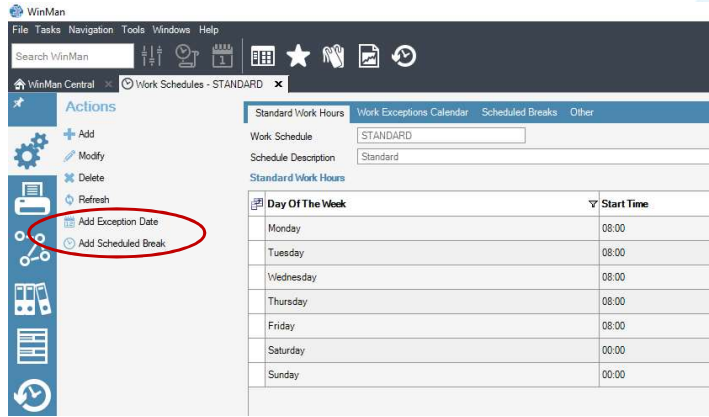 WinMan
File Tasks Navigation Tools Windows Help
Search WinMan
1
WinMan Central × Work Schedules - STANDARD ×
Actions
Add
Modify
Delete
Refresh
Add Exception Date
Add Scheduled Break
Standard Work Hours Work Exceptions Calendar Scheduled Breaks Other
Work Schedule STANDARD
Schedule Description Standard
Standard Work Hours
Day Of The Week Start Time
Monday 08:00
Tuesday 08:00
Wednesday 08:00
Thursday 08:00
Friday 08:00
Saturday 00:00
Sunday 00:00